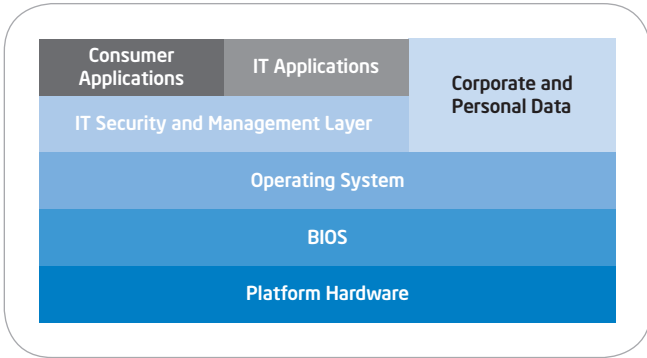 Consumer
Applications
IT Applications
Corporate and
Personal Data
IT Security and Management Layer
Operating System
BIOS
Platform Hardware